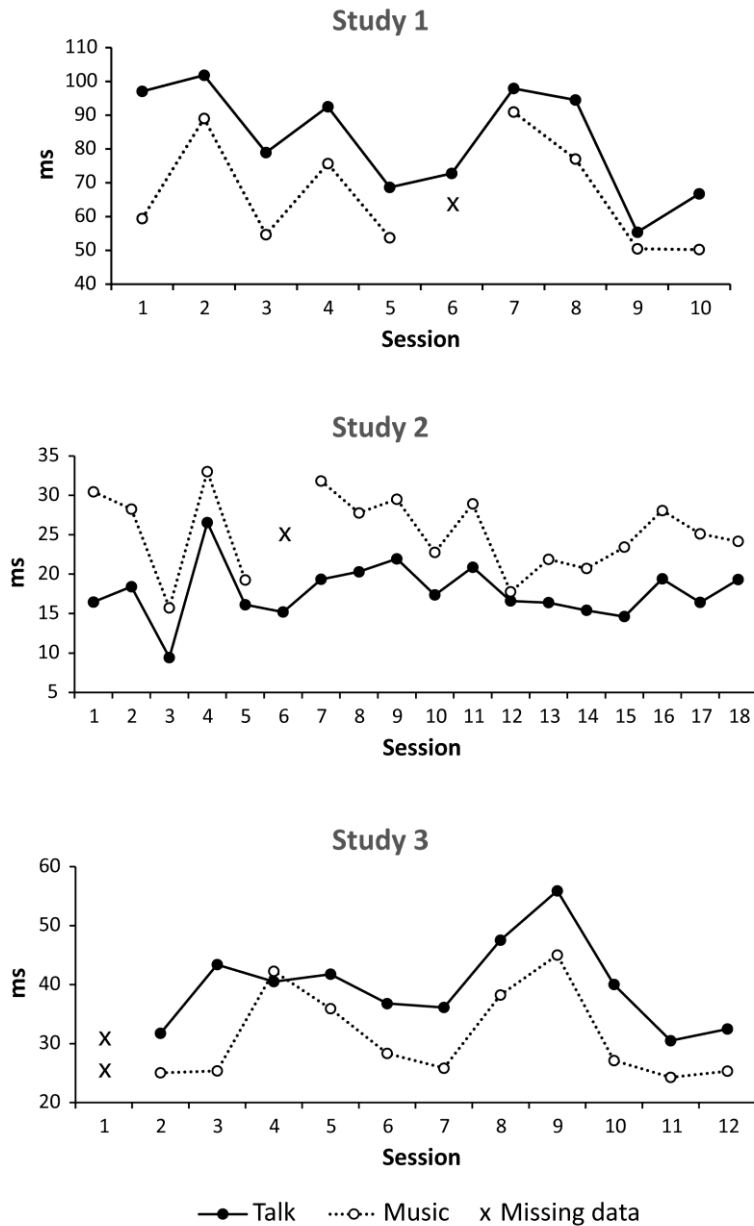 Study 1
110
100
90
80
70
60
50
40
ms
x
1 2 3 4 5 6 7 8 9 10
Session
Study 2
35
30
25
20
15
10
5
ms
x
1 2 3 4 5 6 7 8 9 10 11 12 13 14 15 16 17 18
Session
Study 3
60
50
40
30
20
ms
x
x
1 2 3 4 5 6 7 8 9 10 11 12
Session
Talk Music x Missing data